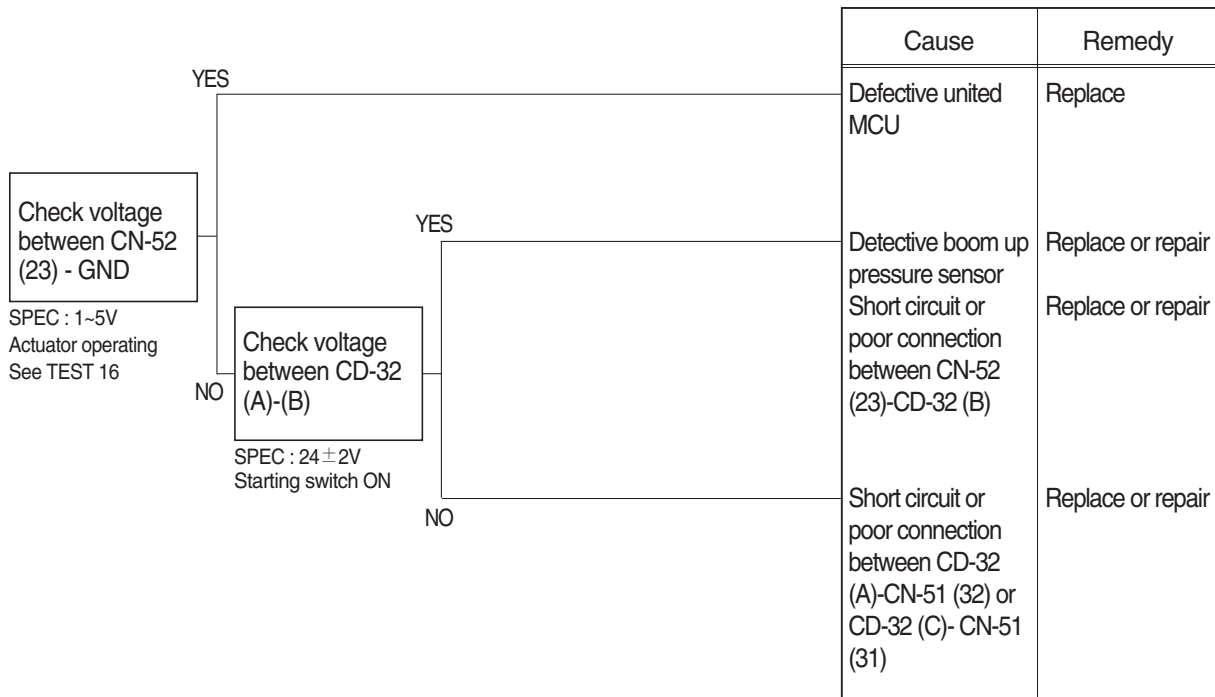 Cause
Remedy
YES
Defective united
MCU
Replace
Check voltage
between CN-52
(23) - GND
SPEC : 1~5V
Actuator operating
See TEST 16
NO
YES
Detective boom up
pressure sensor
Replace or repair
Short circuit or
poor connection
between CN-52
(23)-CD-32 (B)
Replace or repair
Check voltage
between CD-32
(A)-(B)
SPEC : 24±2V
Starting switch ON
NO
Short circuit or
poor connection
between CD-32
(A)-CN-51 (32) or
CD-32 (C)- CN-51
(31)
Replace or repair